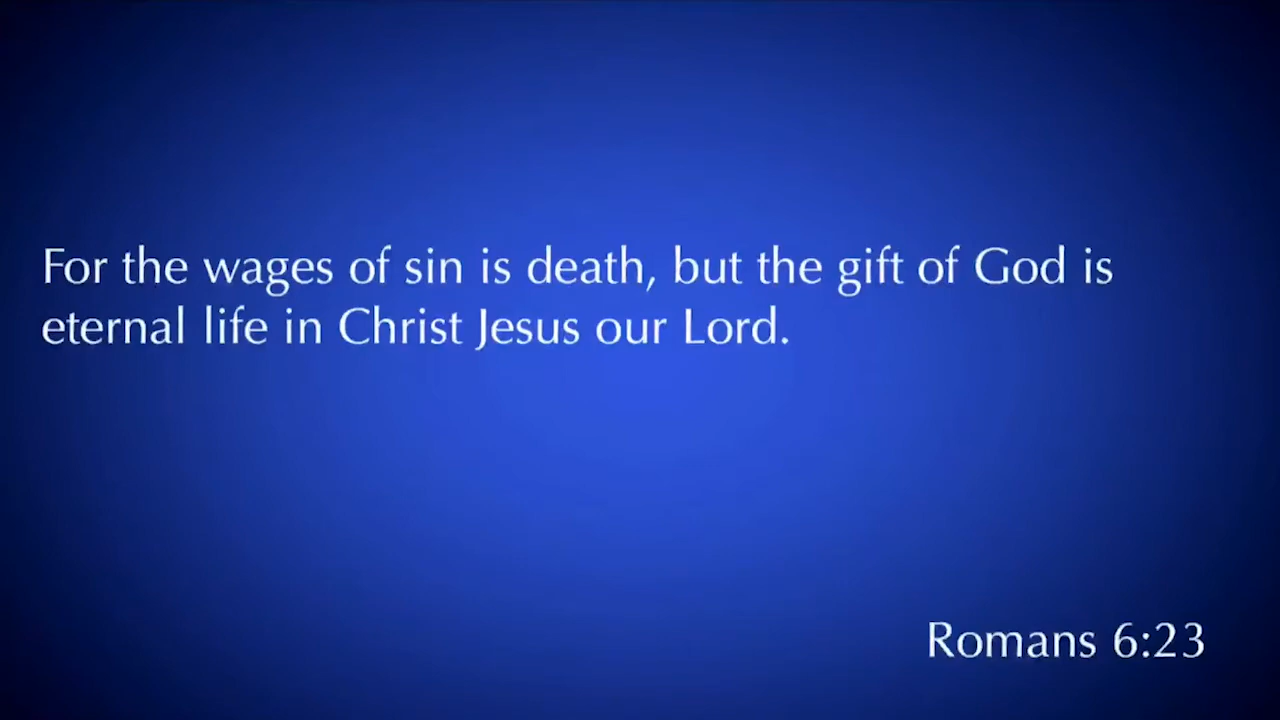 For the wages of sin is death, but the gift of God is
eternal life in Christ Jesus our Lord.
Romans 6:23